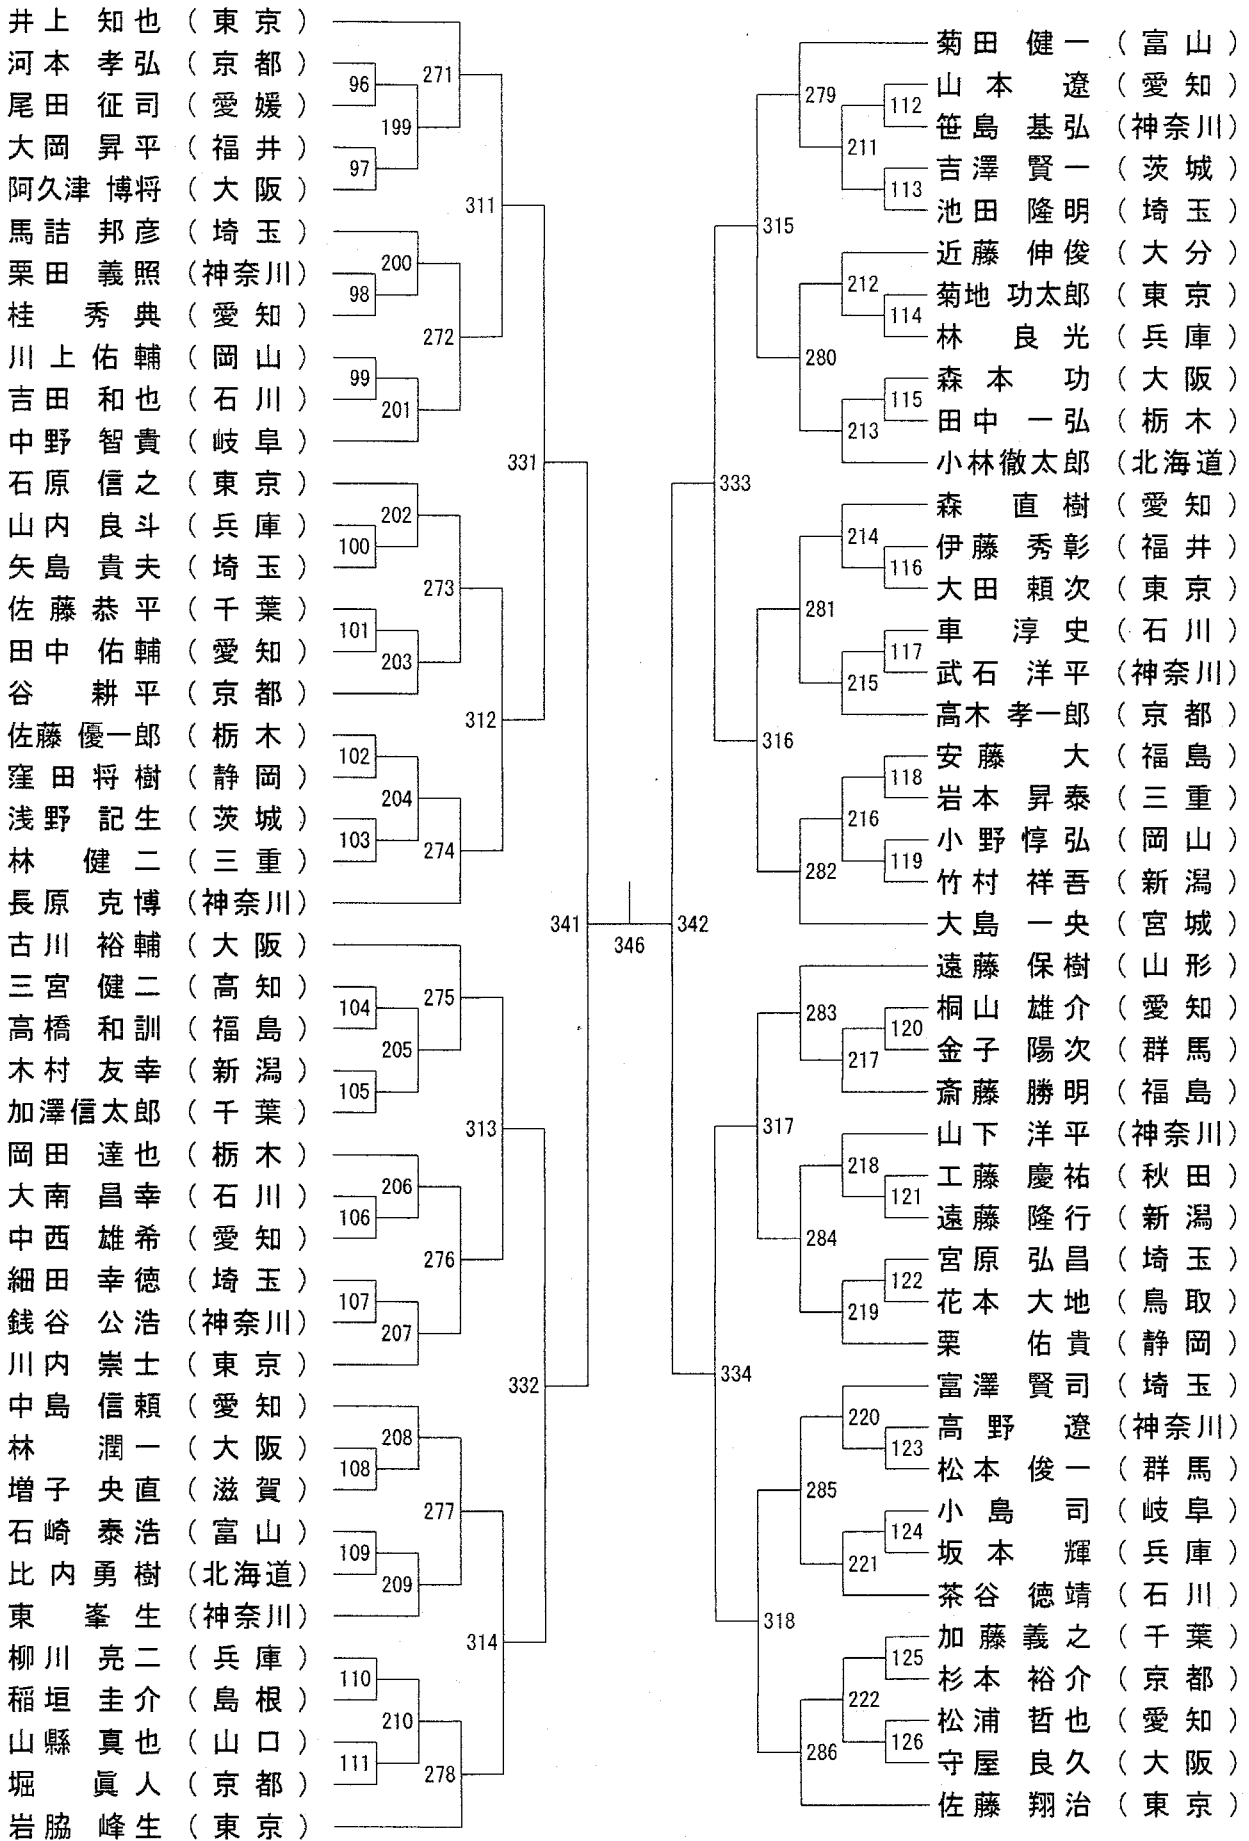 井上 知也 (東京)
河本 孝弘 (京都)
尾田 征司 (愛媛)
大岡 昇平 (福井)
阿久津 博将 (大阪)
馬詰 邦彦 (埼玉)
栗田 義照 (神奈川)
桂 秀典 (愛知)
川上 佑輔 (岡山)
吉田 和也 (石川)
中野 智貴 (岐阜)
石原 信之 (東京)
山内 良斗 (兵庫)
矢島 貴夫 (埼玉)
佐藤 恭平 (千葉)
田中 佑輔 (愛知)
谷 耕平 (京都)
佐藤 優一郎 (栃木)
窪田 将樹 (静岡)
浅野 記生 (茨城)
林 健二 (三重)
長原 克博 (神奈川)
古川 裕輔 (大阪)
三宮 健二 (高知)
高橋 和訓 (福島)
木村 友幸 (新潟)
加澤信太郎 (千葉)
岡田 達也 (栃木)
大南 昌幸 (石川)
中西 雄希 (愛知)
細田 幸徳 (埼玉)
銭谷 公浩 (神奈川)
川内 崇士 (東京)
中島 信頼 (愛知)
林 潤一 (大阪)
増子 央直 (滋賀)
石崎 泰浩 (富山)
比内 勇樹 (北海道)
東 峯生 (神奈川)
柳川 亮二 (兵庫)
稲垣 圭介 (島根)
山縣 真也 (山口)
堀 眞人 (京都)
岩脇 峰生 (東京)
96
97
98
99
100
101
102
103
104
105
106
107
108
109
110
111
199
200
201
202
203
204
205
206
207
208
209
210
271
272
273
274
275
276
277
278
311
312
313
314
331
332
341
346
342
333
334
315
316
317
318
279
280
281
282
283
284
285
286
211
212
213
214
215
216
217
218
219
220
221
222
112
113
114
115
116
117
118
119
120
121
122
123
124
125
126
菊田 健一 (富山)
山本 遼 (愛知)
笹島 基弘 (神奈川)
吉澤 賢一 (茨城)
池田 隆明 (埼玉)
近藤 伸俊 (大分)
菊地 功太郎 (東京)
林 良光 (兵庫)
森本 功 (大阪)
田中 一弘 (栃木)
小林徹太郎 (北海道)
森 直樹 (愛知)
伊藤 秀彰 (福井)
大田 頼次 (東京)
車 淳史 (石川)
武石 洋平 (神奈川)
高木 孝一郎 (京都)
安藤 大 (福島)
岩本 昇泰 (三重)
小野 惇弘 (岡山)
竹村 祥吾 (新潟)
大島 一央 (宮城)
遠藤 保樹 (山形)
桐山 雄介 (愛知)
金子 陽次 (群馬)
斎藤 勝明 (福島)
山下 洋平 (神奈川)
工藤 慶祐 (秋田)
遠藤 隆行 (新潟)
宮原 弘昌 (埼玉)
花本 大地 (鳥取)
栗 佑貴 (静岡)
富澤 賢司 (埼玉)
高野 遼 (神奈川)
松本 俊一 (群馬)
小島 司 (岐阜)
坂本 輝 (兵庫)
茶谷 徳靖 (石川)
加藤 義之 (千葉)
杉本 裕介 (京都)
松浦 哲也 (愛知)
守屋 良久 (大阪)
佐藤 翔治 (東京)